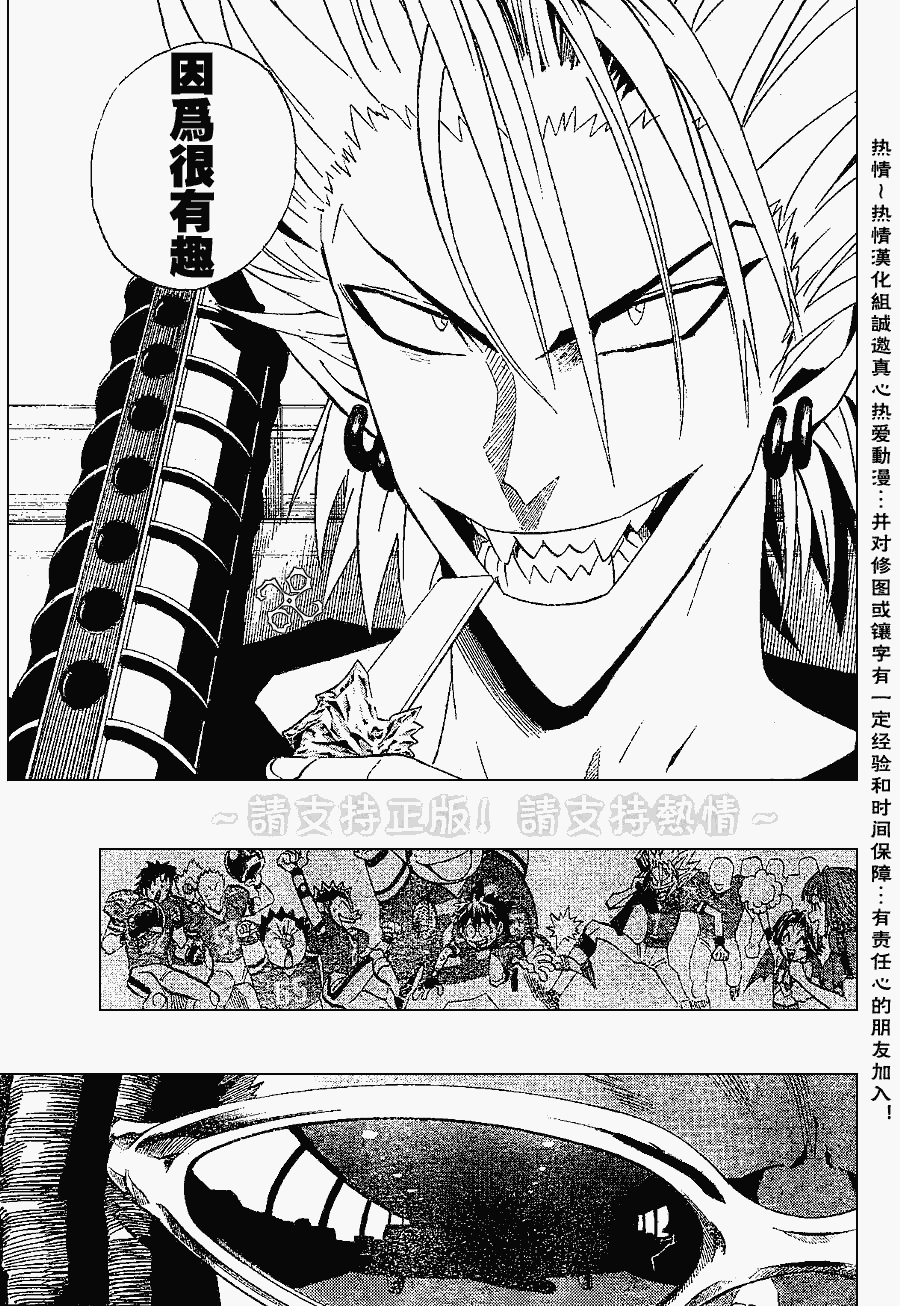 因爲很有趣
热情～热情漢化組誠邀真心热爱動漫…并对修图或镶字有一定经验和时间保障…有责任心的朋友加入！
～請支持正版！請支持熱情～
65